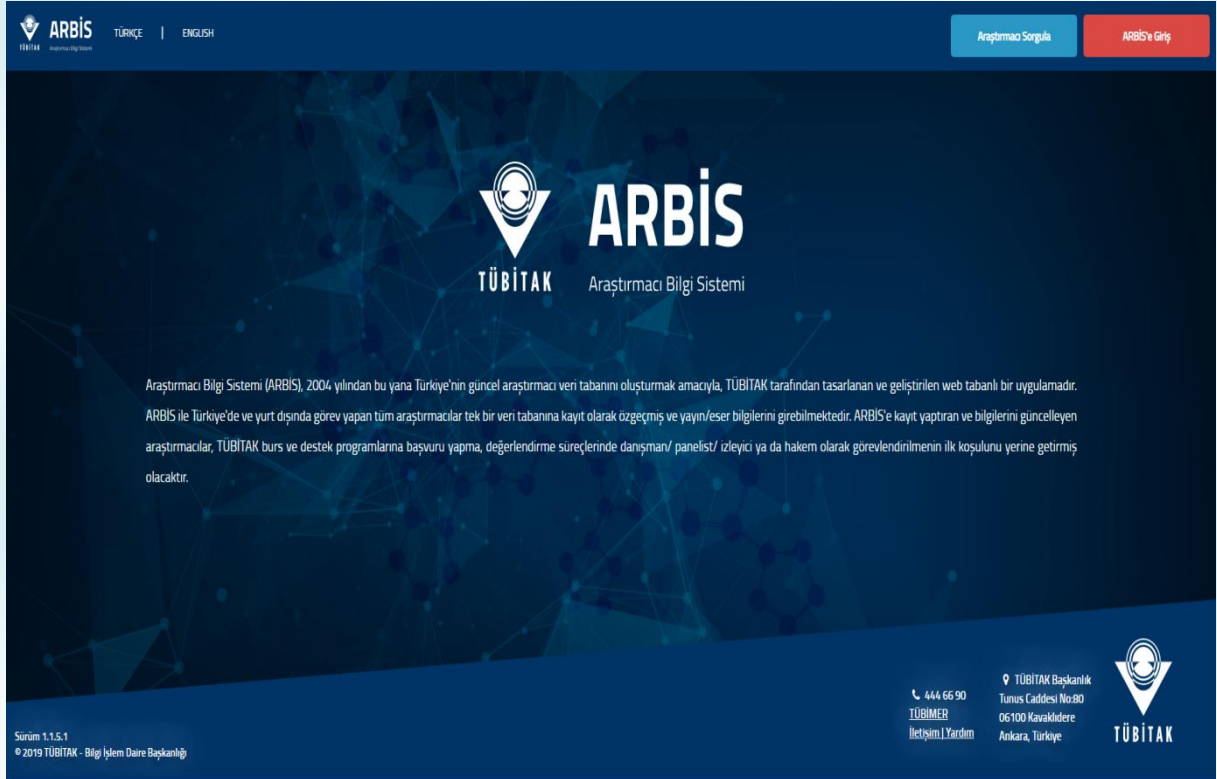 ARBİS
TÜRKÇE | ENGLISH
Araştırmacı Sorgula
ARBİS'e Giriş
TÜBİTAK
Araştırmacı Bilgi Sistemi
ARBİS
TÜBİTAK
Araştırmacı Bilgi Sistemi
Araştırmacı Bilgi Sistemi (ARBİS), 2004 yılından bu yana Türkiye'nin güncel araştırmacı veri tabanını oluşturmak amacıyla, TÜBİTAK tarafından tasarlanan ve geliştirilen web tabanlı bir uygulamadır.
ARBİS ile Türkiye'de ve yurt dışında görev yapan tüm araştırmacılar tek bir veri tabanına kayıt olarak özgeçmiş ve yayın/eser bilgilerini girebilmektedir. ARBİS'e kayıt yaptıran ve bilgilerini güncelleyen
araştırmacılar, TÜBİTAK burs ve destek programlarına başvuru yapma, değerlendirme süreçlerinde danışman/ panelist/ izleyici ya da hakem olarak görevlendirilmenin ilk koşulunu yerine getirmiş
olacaktır.
444 66 90
TÜBİMER
İletişim | Yardım
TÜBİTAK Başkanlık
Tunus Caddesi No:80
06100 Kavaklıdere
Ankara, Türkiye
TÜBİTAK
Sürüm 1.1.5.1
© 2019 TÜBİTAK - Bilgi İşlem Daire Başkanlığı